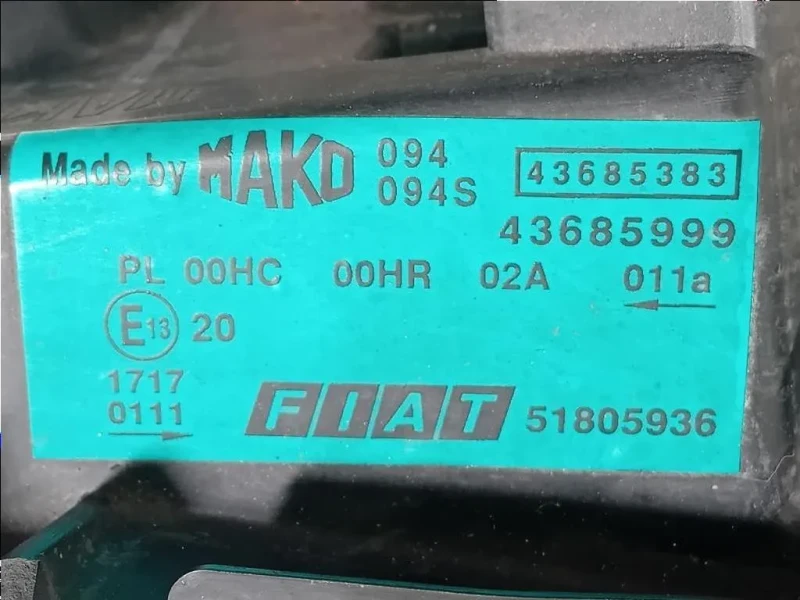 Made by MAKO 094 43685383
094S 43685999
PL 00HC 00HR 02A 011a
E13 20
1717
0111
FIAT 51805936